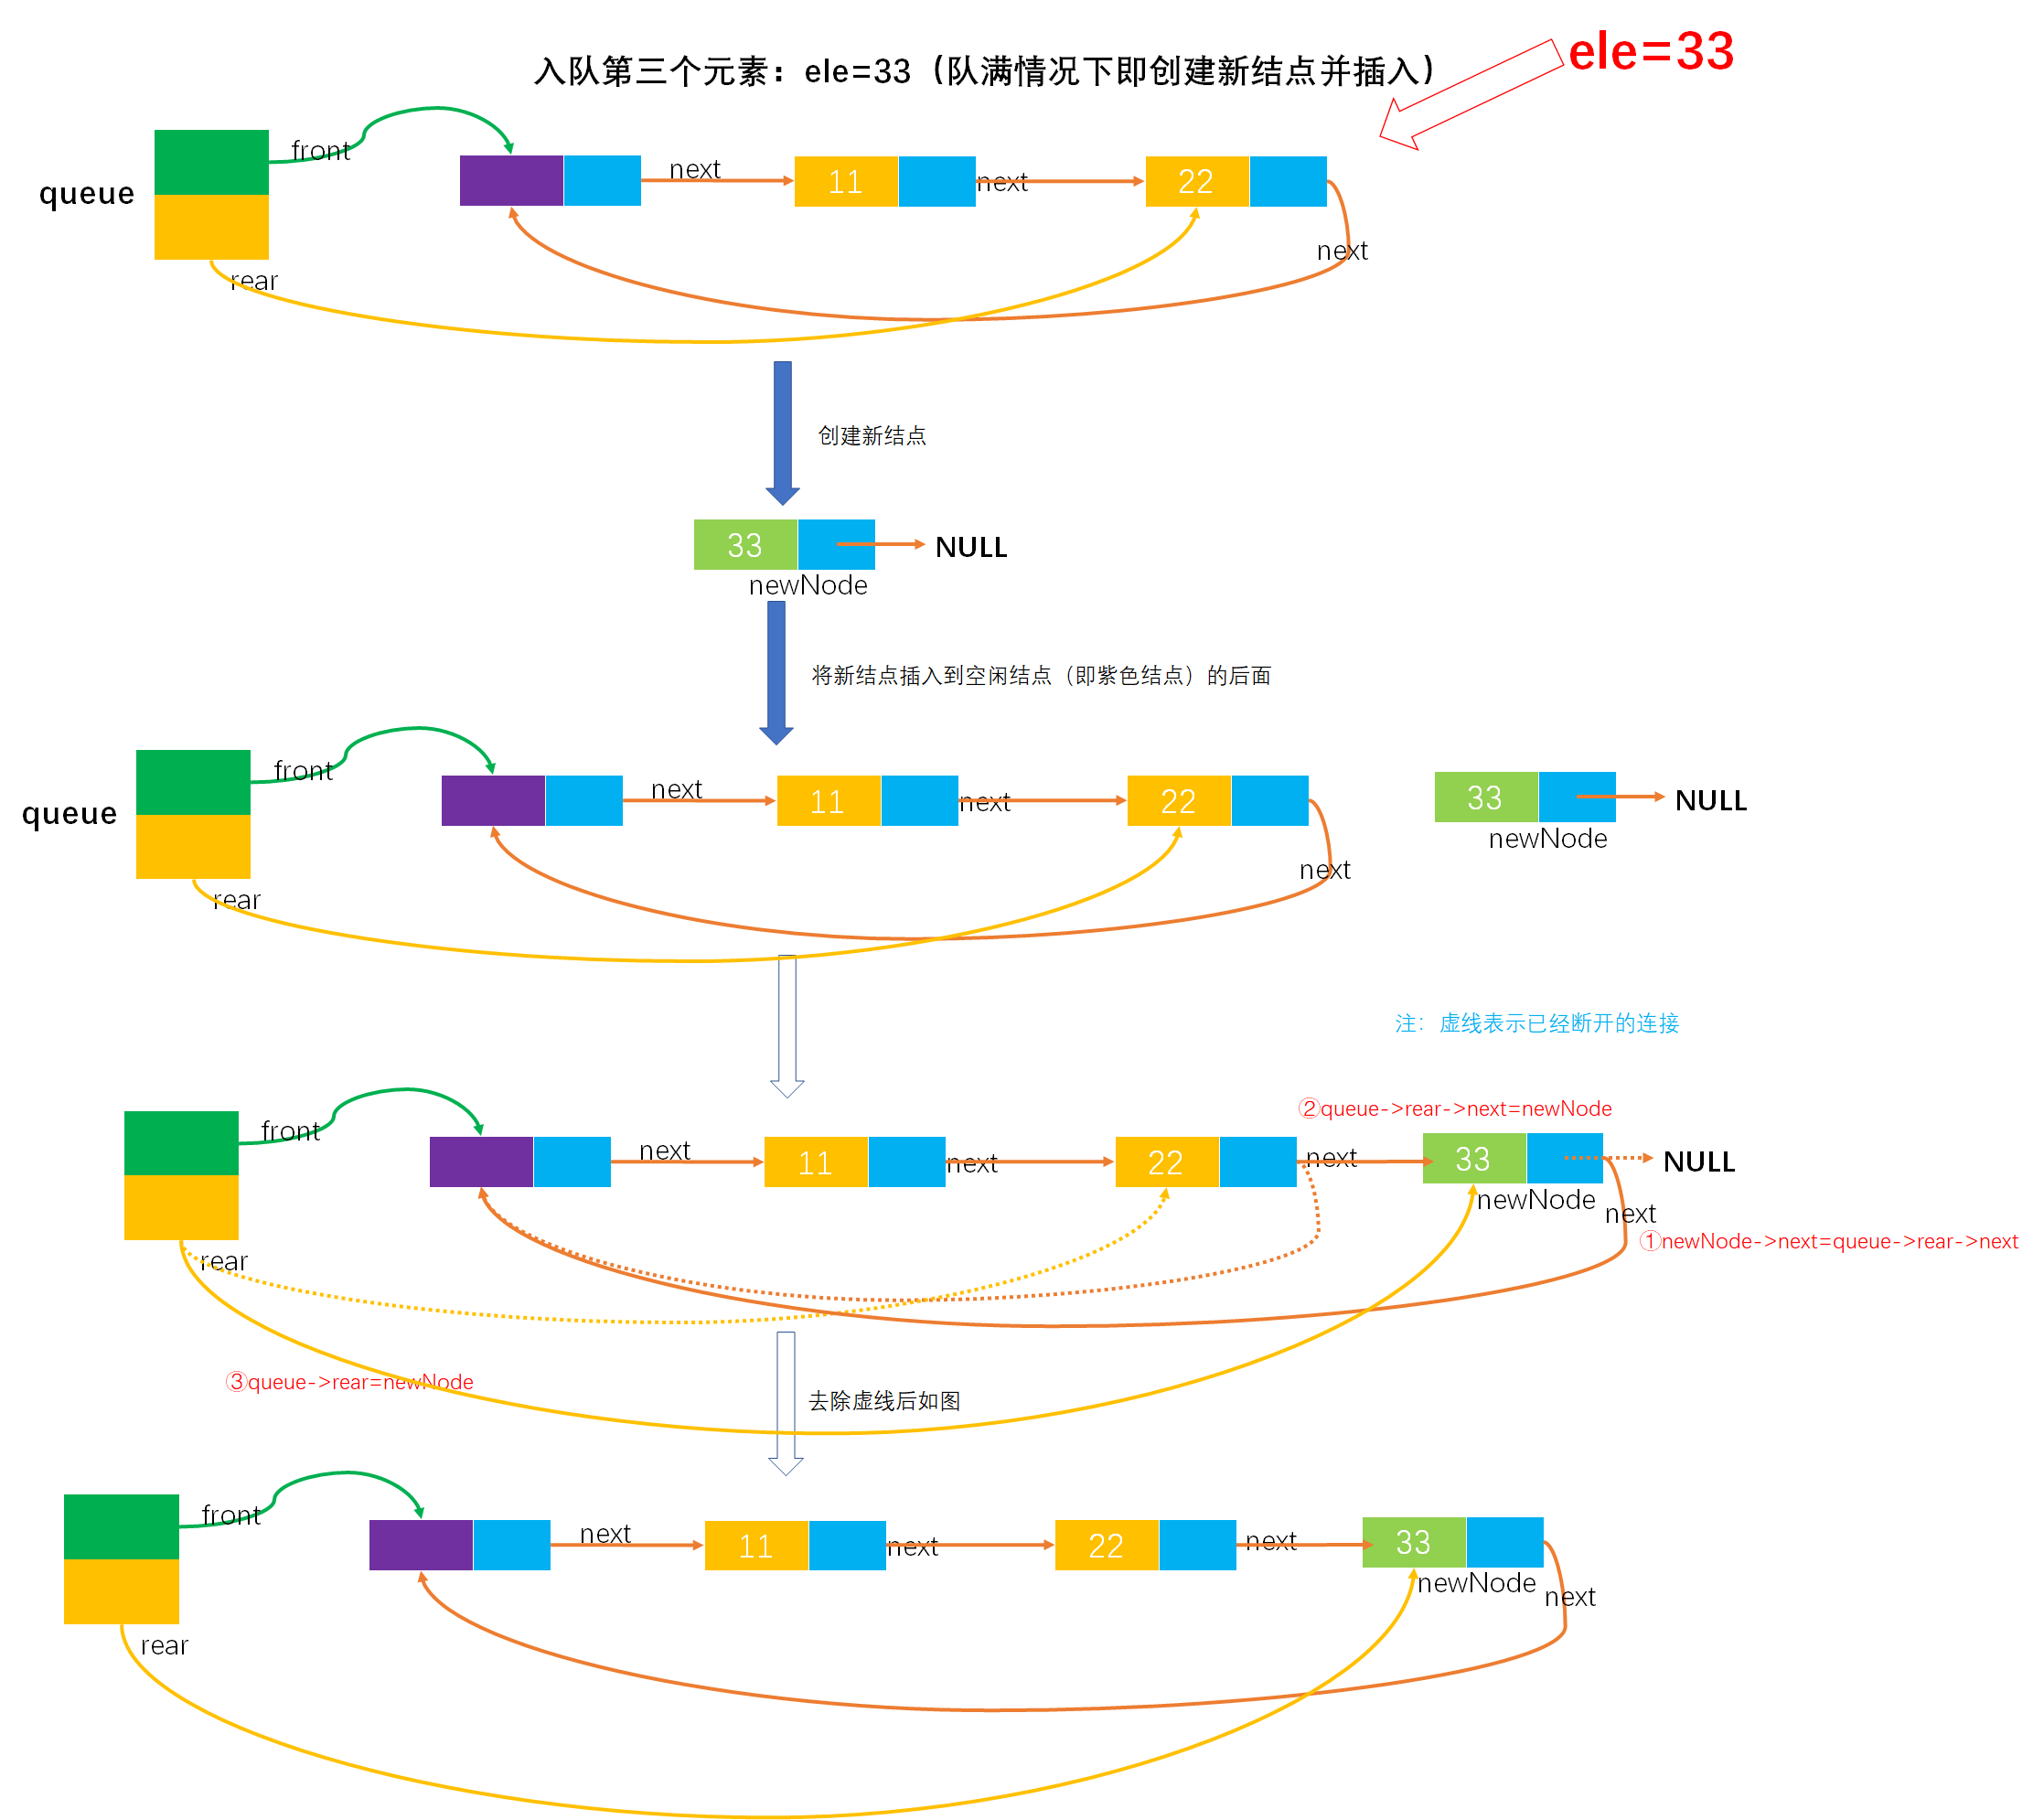 入队第三个元素：ele=33（队满情况下即创建新结点并插入）
ele=33
front
queue
next
11
next
22
next
rear
创建新结点
33
NULL
newNode
将新结点插入到空闲结点（即紫色结点）的后面
front
queue
next
11
next
22
next
33
NULL
newNode
rear
注：虚线表示已经断开的连接
②queue->rear->next=newNode
front
next
11
next
22
next
33
NULL
newNode
next
①newNode->next=queue->rear->next
rear
③queue->rear=newNode
去除虚线后如图
front
next
11
next
22
next
33
newNode
next
rear